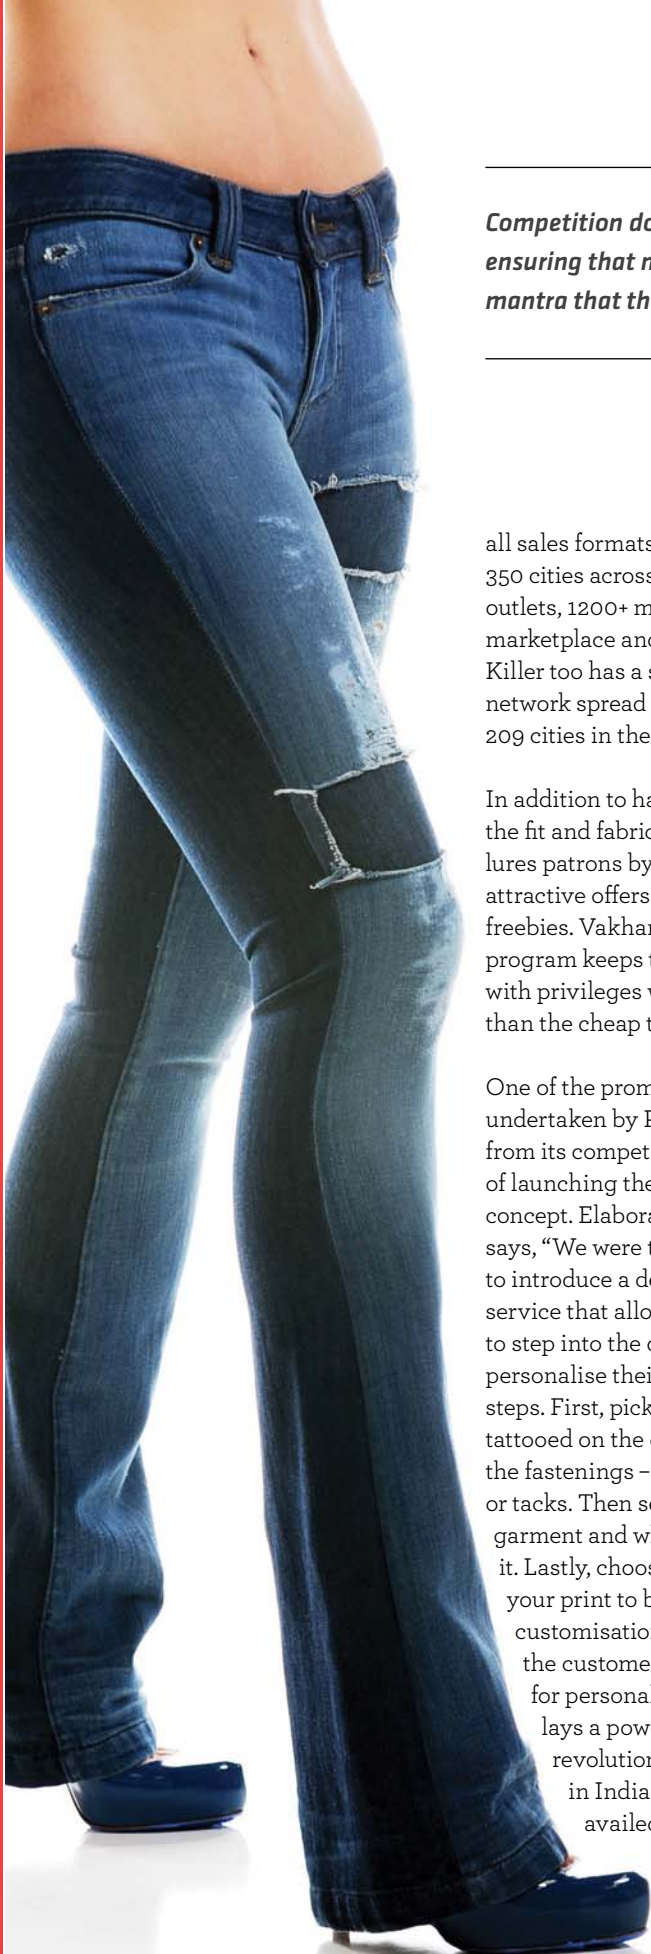 Competition do
ensuring that n
mantra that th
all sales formats
350 cities across
outlets, 1200+ m
marketplace and
Killer too has a s
network spread
209 cities in the
In addition to ha
the fit and fabric
lures patrons by
attractive offers
freebies. Vakhar
program keeps t
with privileges w
than the cheap t
One of the prom
undertaken by P
from its compet
of launching the
concept. Elabora
says, “We were t
to introduce a de
service that allo
to step into the d
personalise thei
steps. First, pick
tattooed on the
the fastenings –
or tacks. Then se
garment and wh
it. Lastly, choos
your print to b
customisation
the custome
for persona
lays a pow
revolution
in India
availed